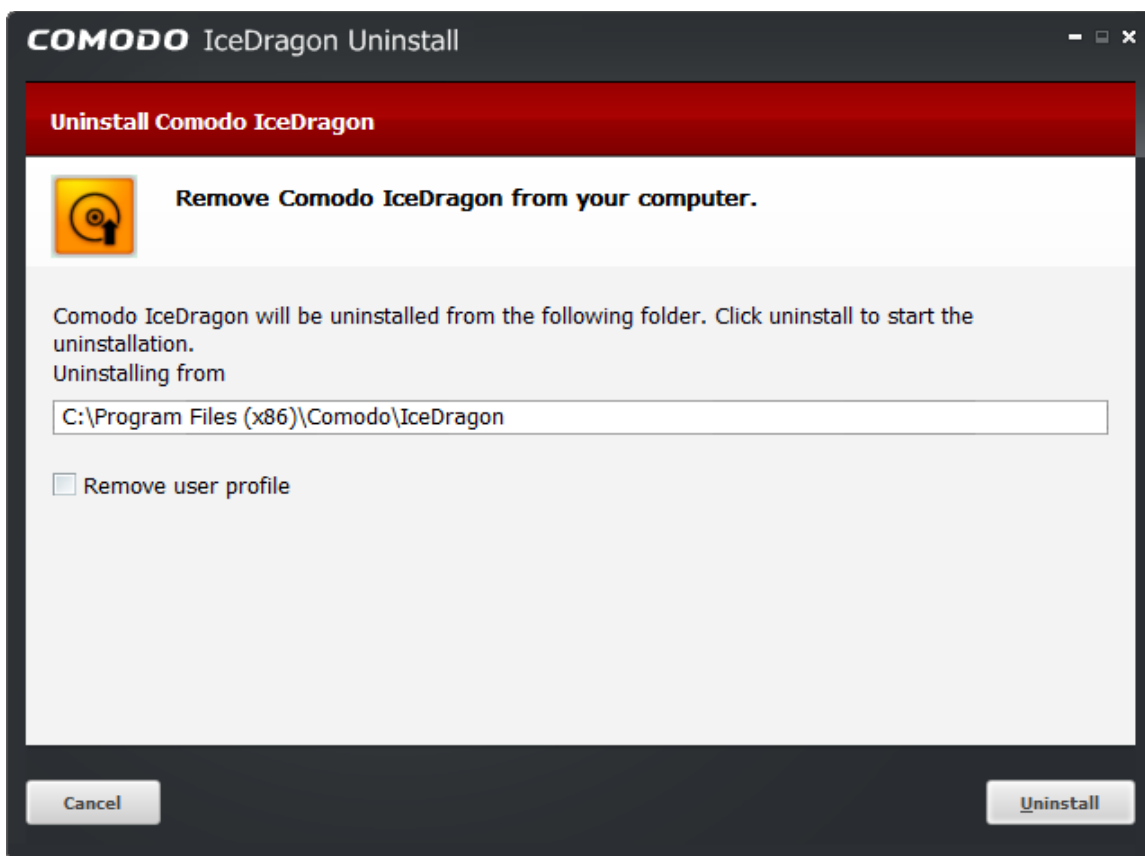 COMODO IceDragon Uninstall
Uninstall Comodo IceDragon
Remove Comodo IceDragon from your computer.
Comodo IceDragon will be uninstalled from the following folder. Click uninstall to start the
uninstallation.
Uninstalling from
C:\Program Files (x86)\Comodo\IceDragon
Remove user profile
Cancel
Uninstall